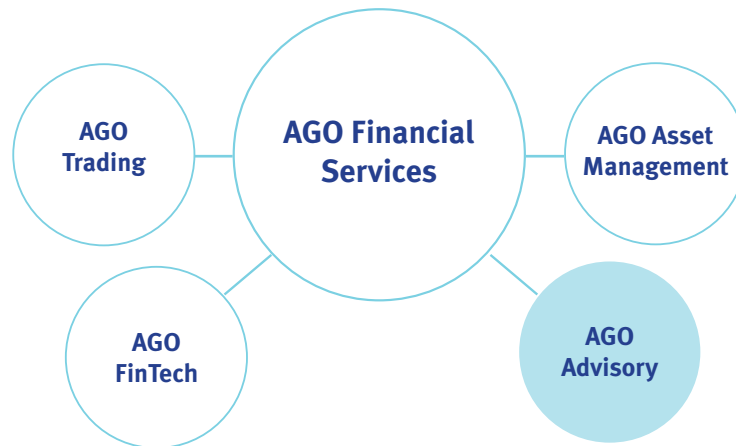 AGO Financial
Services
AGO
Trading
AGO Asset
Management
AGO
FinTech
AGO
Advisory